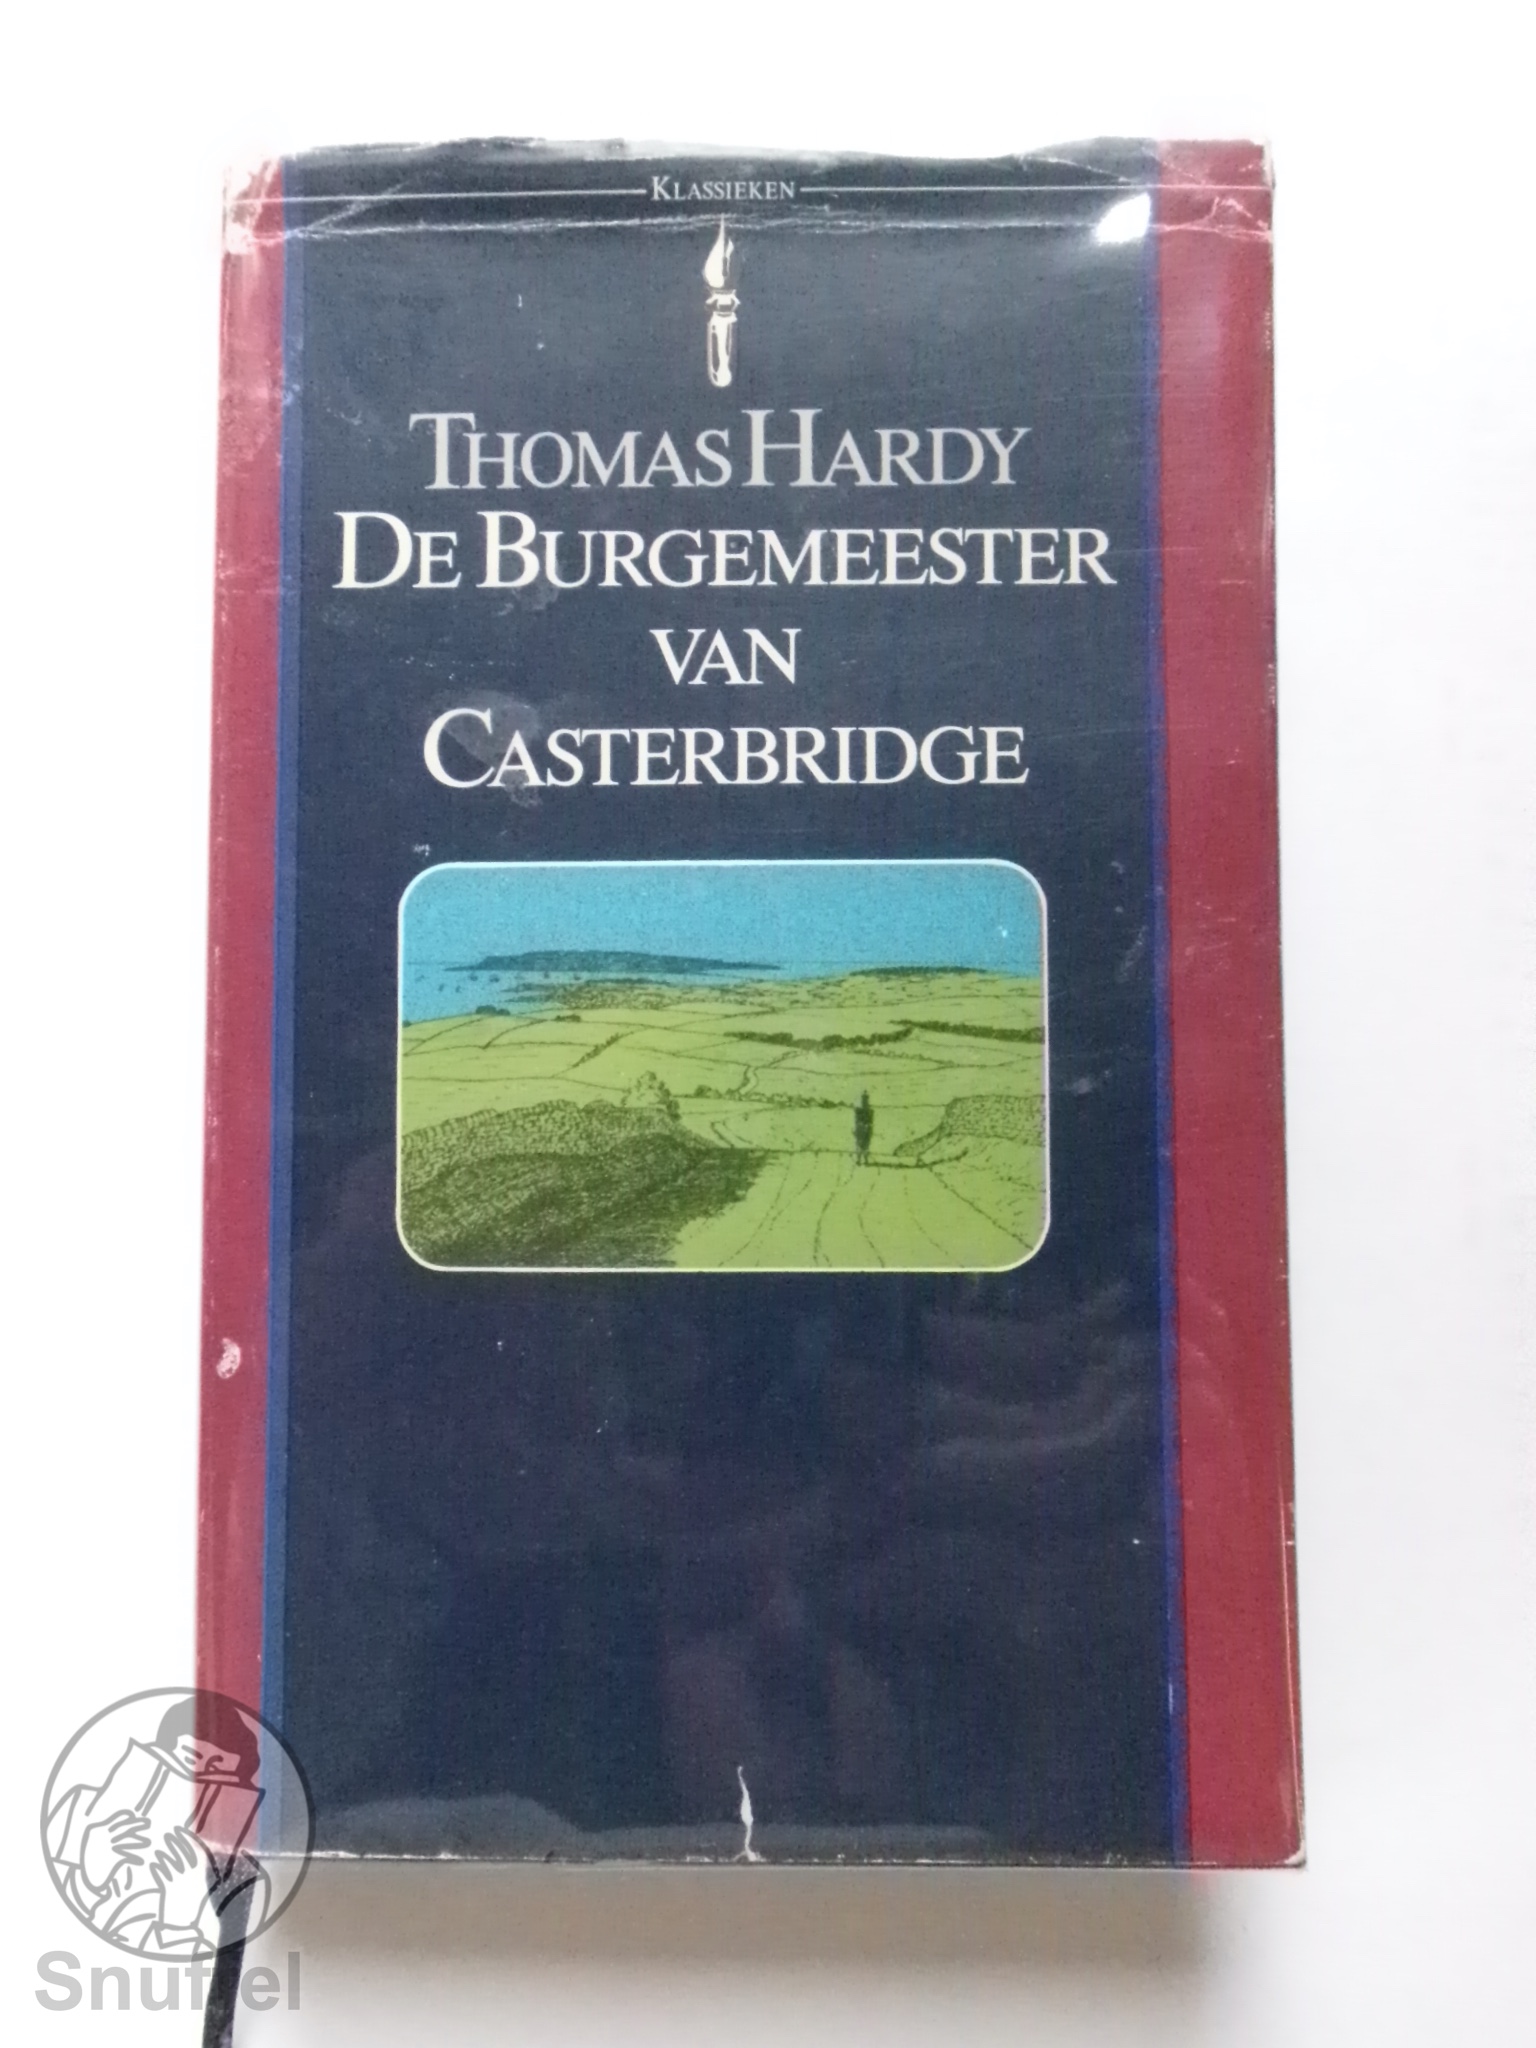 KLASSIEKEN
THOMAS HARDY
DE BURGEMEESTER
VAN
CASTERBRIDGE
Snuffel